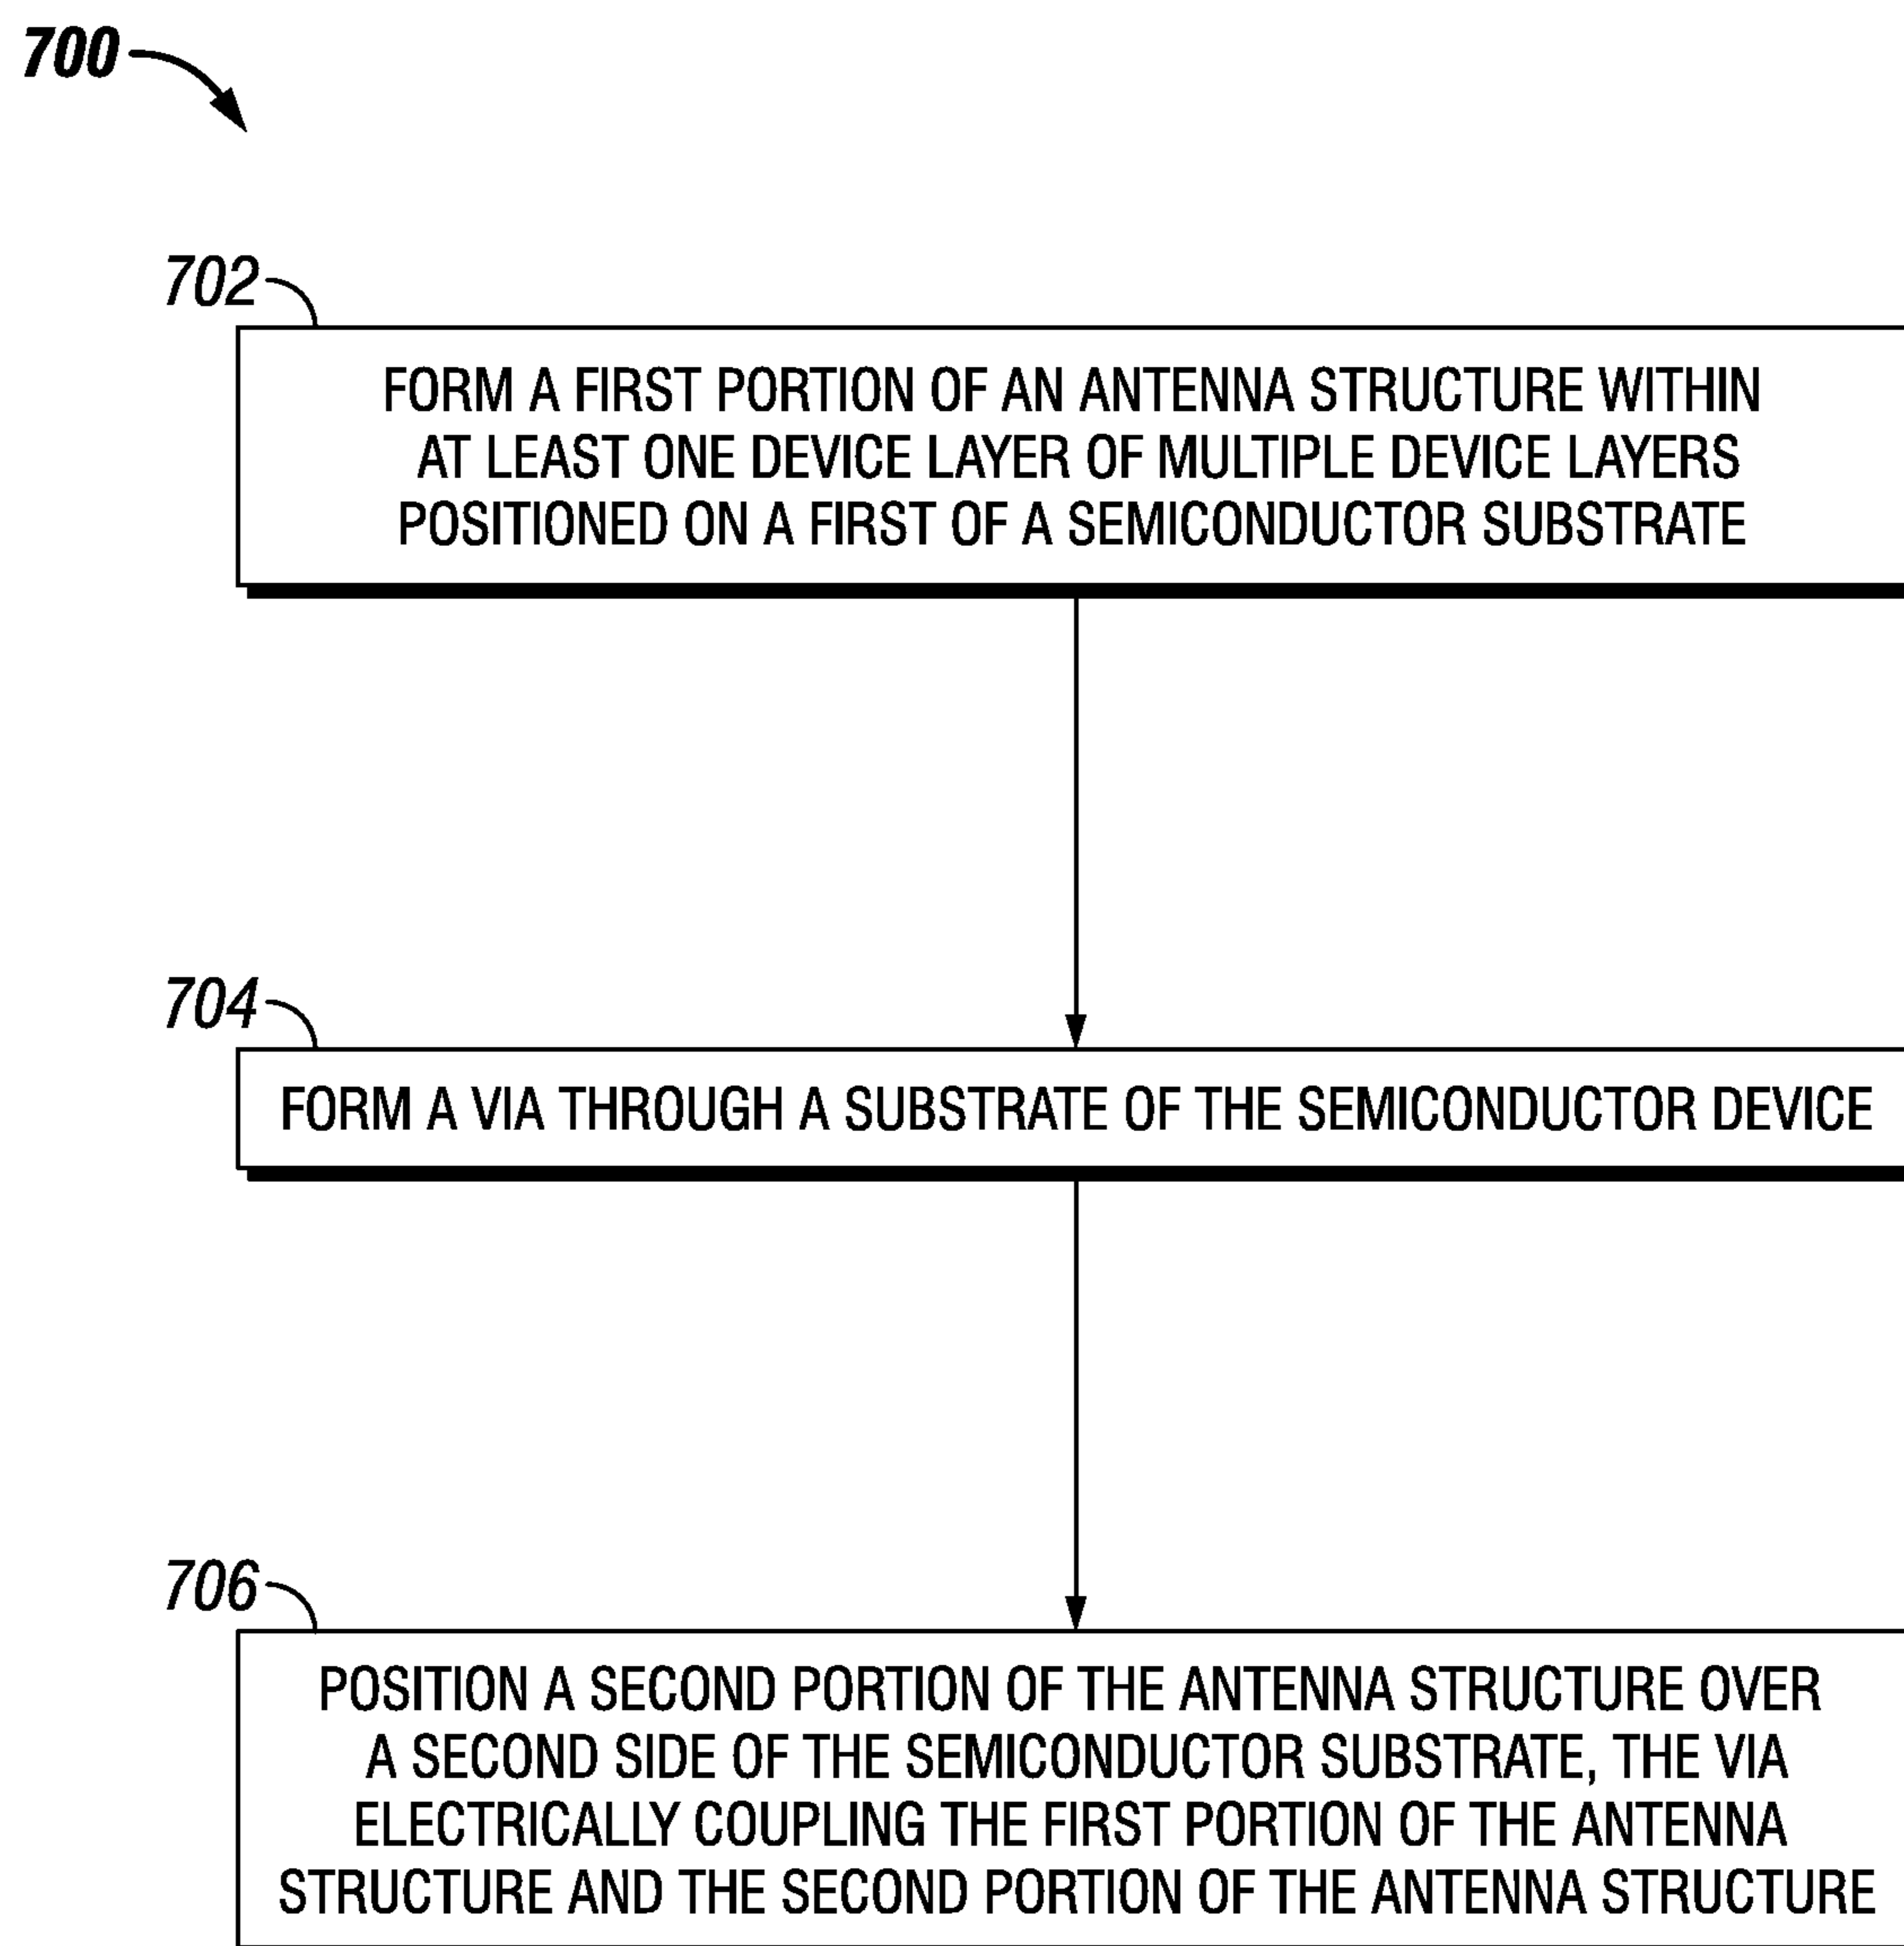 700
702
FORM A FIRST PORTION OF AN ANTENNA STRUCTURE WITHIN
AT LEAST ONE DEVICE LAYER OF MULTIPLE DEVICE LAYERS
POSITIONED ON A FIRST OF A SEMICONDUCTOR SUBSTRATE
704
FORM A VIA THROUGH A SUBSTRATE OF THE SEMICONDUCTOR DEVICE
706
POSITION A SECOND PORTION OF THE ANTENNA STRUCTURE OVER
A SECOND SIDE OF THE SEMICONDUCTOR SUBSTRATE, THE VIA
ELECTRICALLY COUPLING THE FIRST PORTION OF THE ANTENNA
STRUCTURE AND THE SECOND PORTION OF THE ANTENNA STRUCTURE